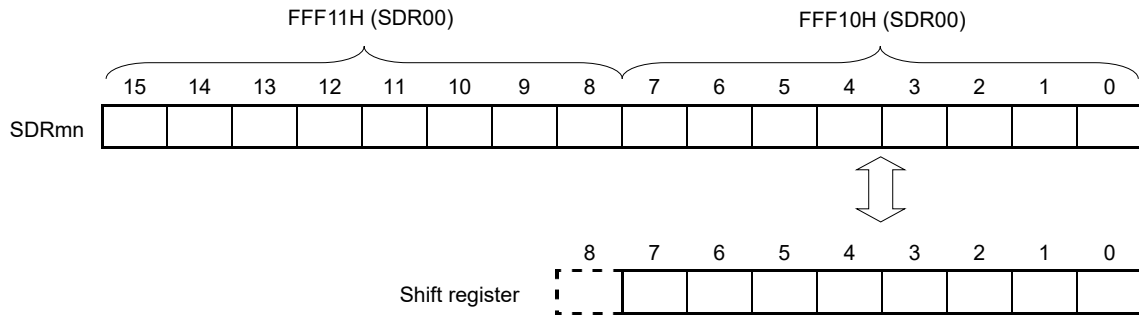 FFF11H (SDR00) FFF10H (SDR00)
15 14 13 12 11 10 9 8 7 6 5 4 3 2 1 0
SDRmn
8 7 6 5 4 3 2 1 0
Shift register